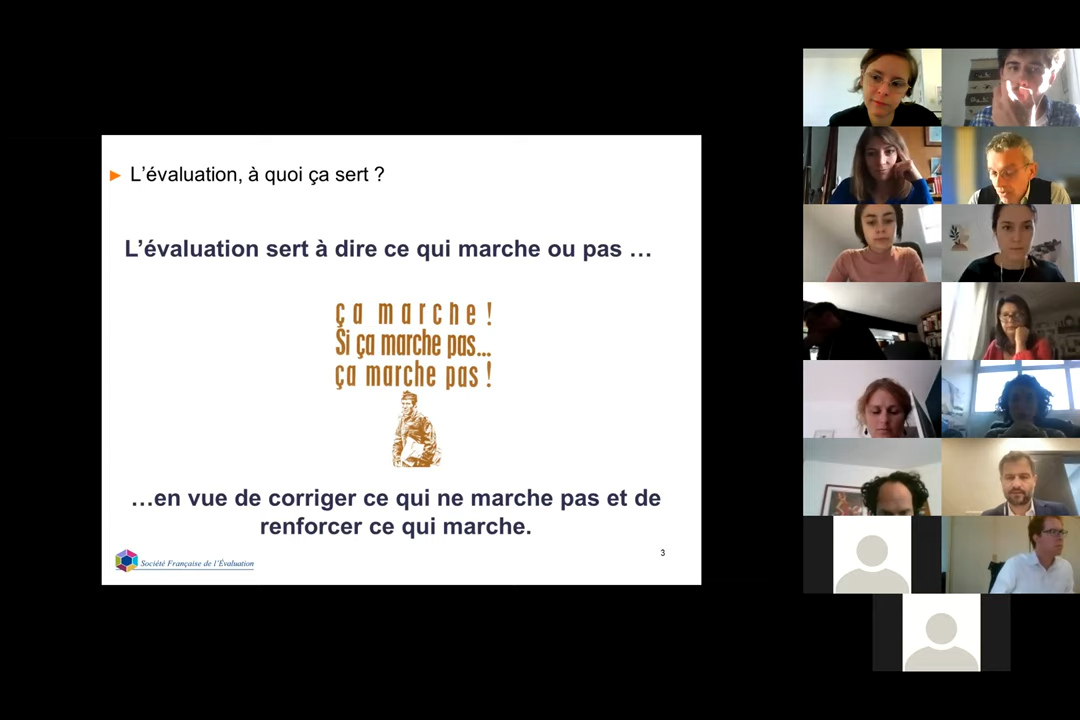 ► L’évaluation, à quoi ça sert ?
L’évaluation sert à dire ce qui marche ou pas …
ça marche !
Si ça marche pas...
ça marche pas !
…en vue de corriger ce qui ne marche pas et de
renforcer ce qui marche.
Société Française de l’Évaluation
3